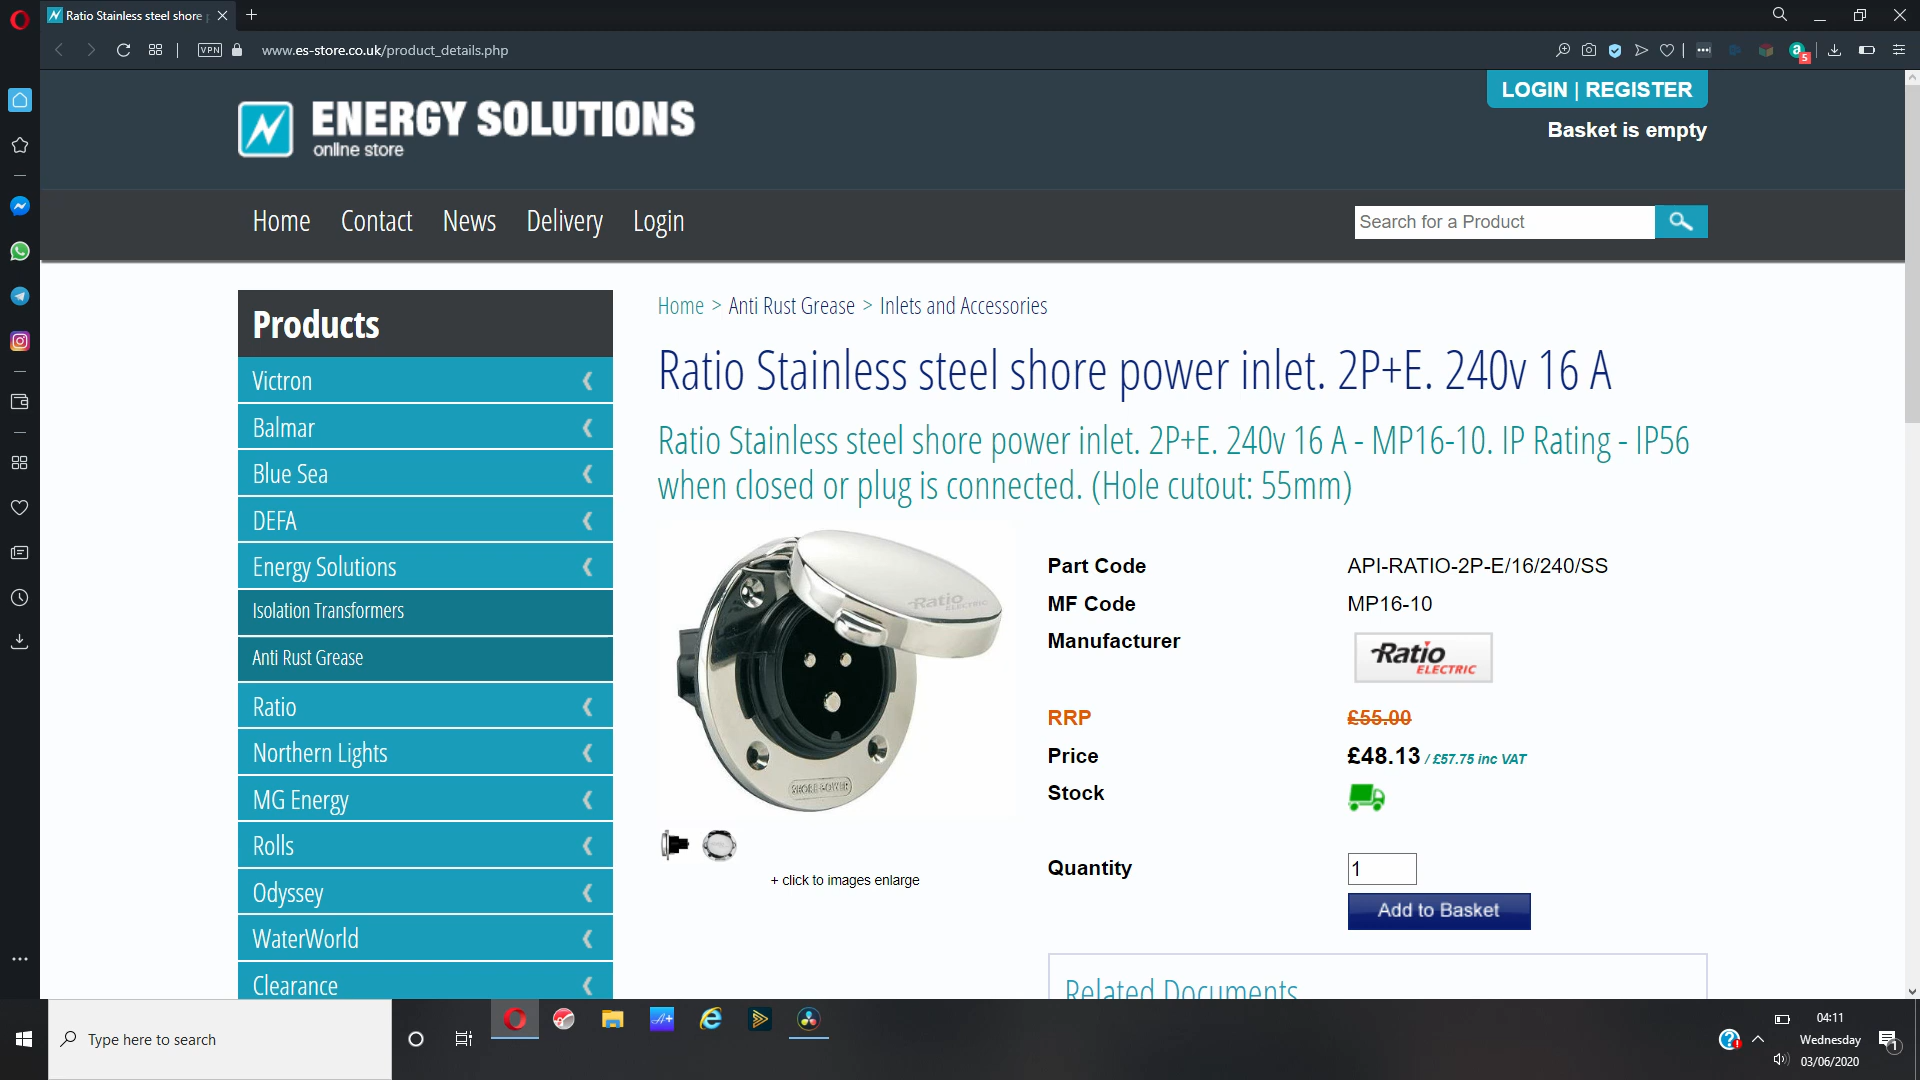 Ratio Stainless steel shore p
VPN
www.es-store.co.uk/product_details.php
5
ENERGY SOLUTIONS
online store
LOGIN | REGISTER
Basket is empty
Home Contact News Delivery Login
Search for a Product
Products
Victron
Balmar
Blue Sea
DEFA
Energy Solutions
Isolation Transformers
Anti Rust Grease
Ratio
Northern Lights
MG Energy
Rolls
Odyssey
WaterWorld
Clearance
Home > Anti Rust Grease > Inlets and Accessories
Ratio Stainless steel shore power inlet. 2P+E. 240v 16 A
Ratio Stainless steel shore power inlet. 2P+E. 240v 16 A - MP16-10. IP Rating - IP56
when closed or plug is connected. (Hole cutout: 55mm)
Ratio ELECTRIC
SHORE POWER
+ click to images enlarge
Part Code API-RATIO-2P-E/16/240/SS
MF Code MP16-10
Manufacturer
Ratio
ELECTRIC
RRP £55.00
Price £48.13 / £57.75 inc VAT
Stock
Quantity 1
Add to Basket
Related Documents
Type here to search
A+
04:11
Wednesday
03/06/2020
1